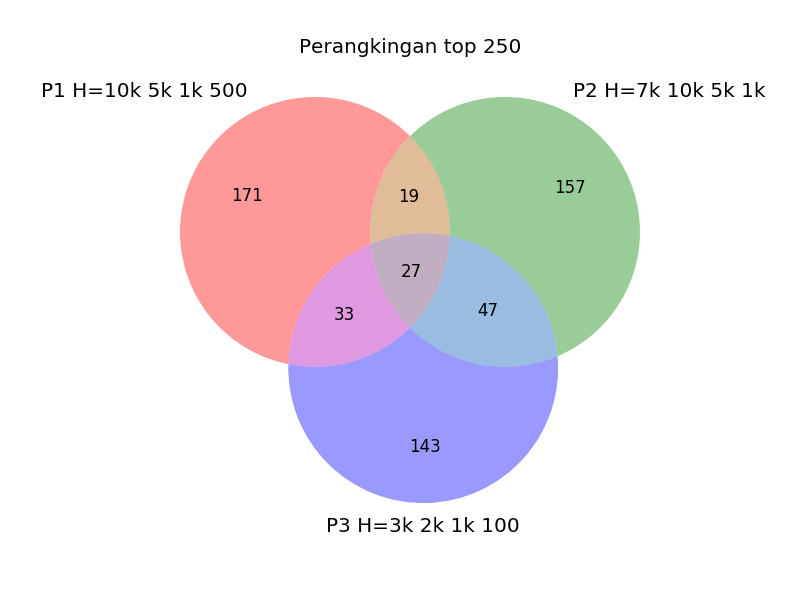 Perangkingan top 250
P1 H=10k 5k 1k 500
P2 H=7k 10k 5k 1k
171
19
157
27
33
47
143
P3 H=3k 2k 1k 100